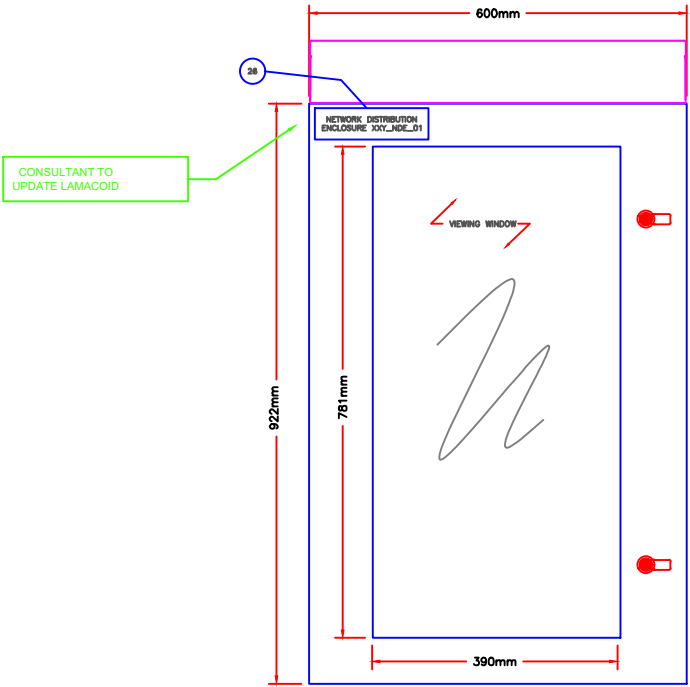 600mm
28
NETWORK DISTRIBUTION
ENCLOSURE XXY_NDE_01
CONSULTANT TO
UPDATE LAMACOID
VIEWING WINDOW
922mm
781mm
390mm